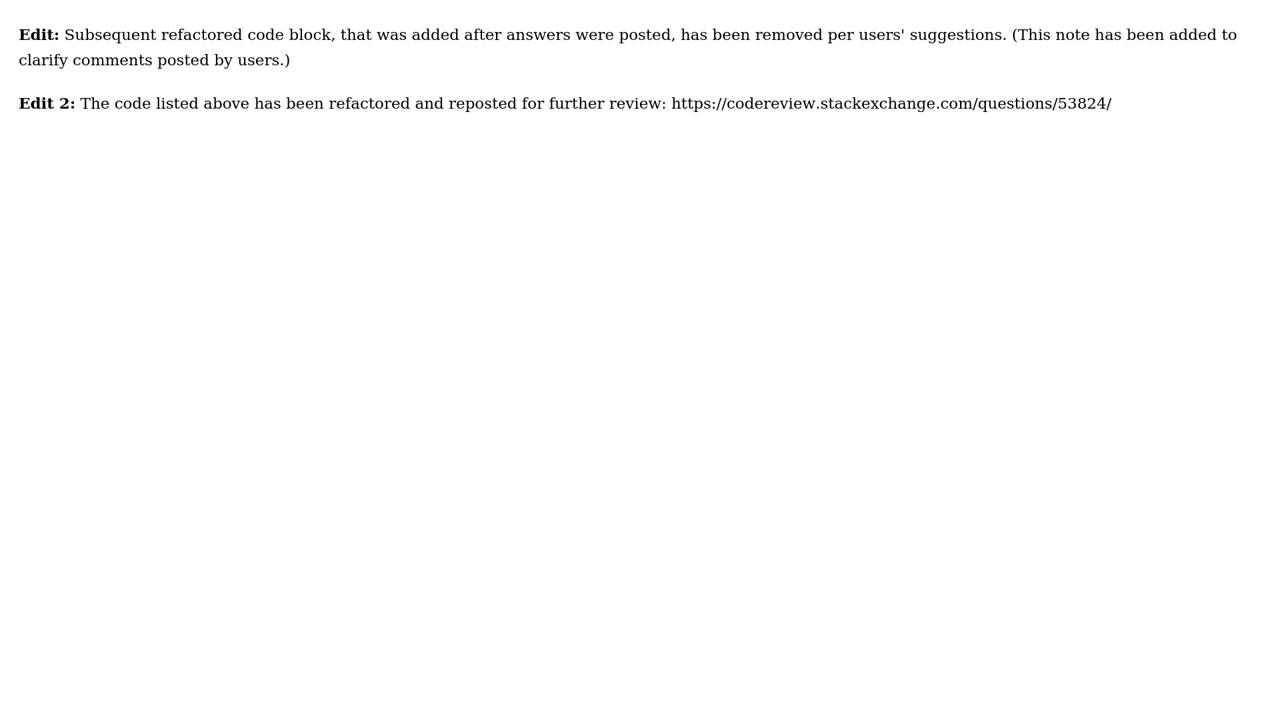 Edit: Subsequent refactored code block, that was added after answers were posted, has been removed per users' suggestions. (This note has been added to
clarify comments posted by users.)
Edit 2: The code listed above has been refactored and reposted for further review: https://codereview.stackexchange.com/questions/53824/